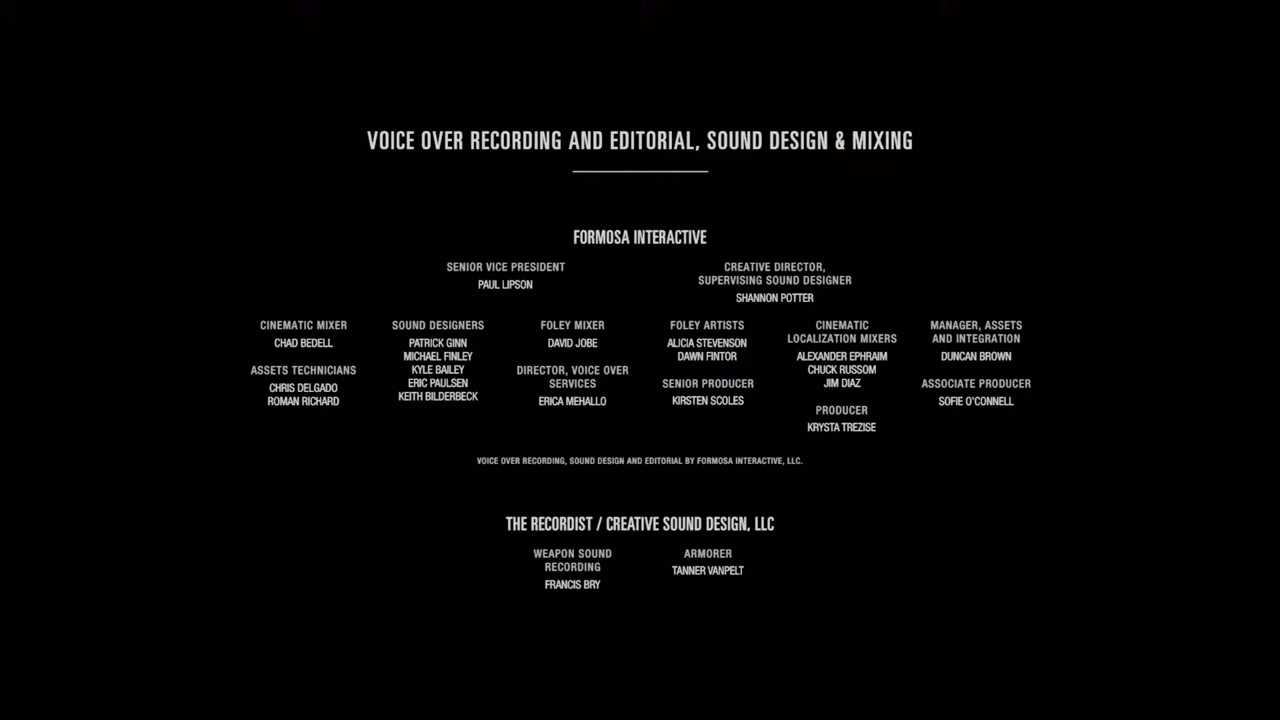 VOICE OVER RECORDING AND EDITORIAL, SOUND DESIGN & MIXING
FORMOSA INTERACTIVE
SENIOR VICE PRESIDENT
PAUL LIPSON
CREATIVE DIRECTOR,
SUPERVISING SOUND DESIGNER
SHANNON POTTER
CINEMATIC MIXER
CHAD BEDELL
ASSETS TECHNICIANS
CHRIS DELGADO
ROMAN RICHARD
SOUND DESIGNERS
PATRICK GINN
MICHAEL FINLEY
KYLE BAILEY
ERIC PAULSEN
KEITH BILDERBECK
FOLEY MIXER
DAVID JOBE
DIRECTOR, VOICE OVER
SERVICES
ERICA MEHALLO
FOLEY ARTISTS
ALICIA STEVENSON
DAWN FINTOR
SENIOR PRODUCER
KIRSTEN SCOLES
CINEMATIC
LOCALIZATION MIXERS
ALEXANDER EPHRAIM
CHUCK RUSSOM
JIM DIAZ
PRODUCER
KRYSTA TREZISE
MANAGER, ASSETS
AND INTEGRATION
DUNCAN BROWN
ASSOCIATE PRODUCER
SOFIE O'CONNELL
VOICE OVER RECORDING, SOUND DESIGN AND EDITORIAL BY FORMOSA INTERACTIVE, LLC.
THE RECORDIST / CREATIVE SOUND DESIGN, LLC
WEAPON SOUND
RECORDING
FRANCIS BRY
ARMORER
TANNER VANPELT